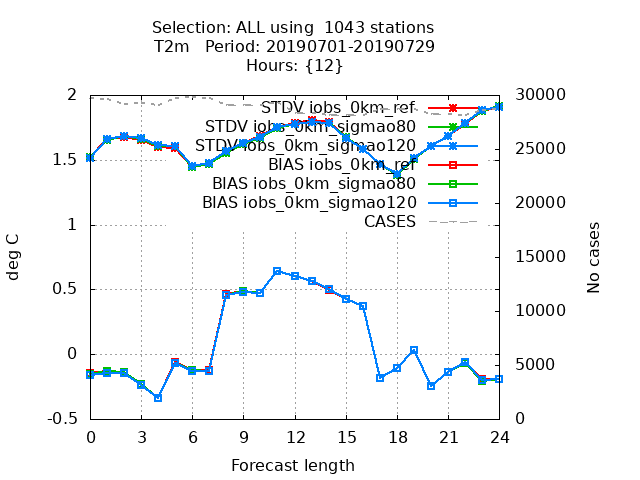 Selection: ALL using  1043 stations
T2m   Period: 20190701-20190729
Hours: {12}
2
1.5
1
0.5
0
-0.5
30000
25000
20000
15000
10000
5000
0
STDV iobs_0km_ref
STDV iobs_0km_sigmao80
STDV iobs_0km_sigmao120
BIAS iobs_0km_ref
BIAS iobs_0km_sigmao80
BIAS iobs_0km_sigmao120
CASES
deg C
No cases
0 3 6 9 12 15 18 21 24
Forecast length